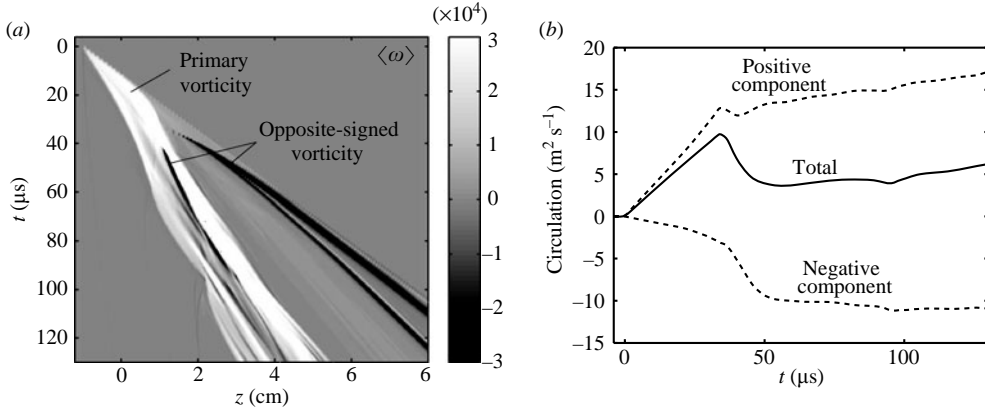 (a)
(×10⁴)
⟨ω⟩
Primary
vorticity
Opposite-signed
vorticity
0
20
40
60
80
100
120
t (μs)
0
2
4
6
z (cm)
3
2
1
0
–1
–2
–3
6
(b)
20
15
10
5
0
−5
−10
−15
Circulation (m² s⁻¹)
Positive
component
Total
Negative
component
0
50
100
t (μs)